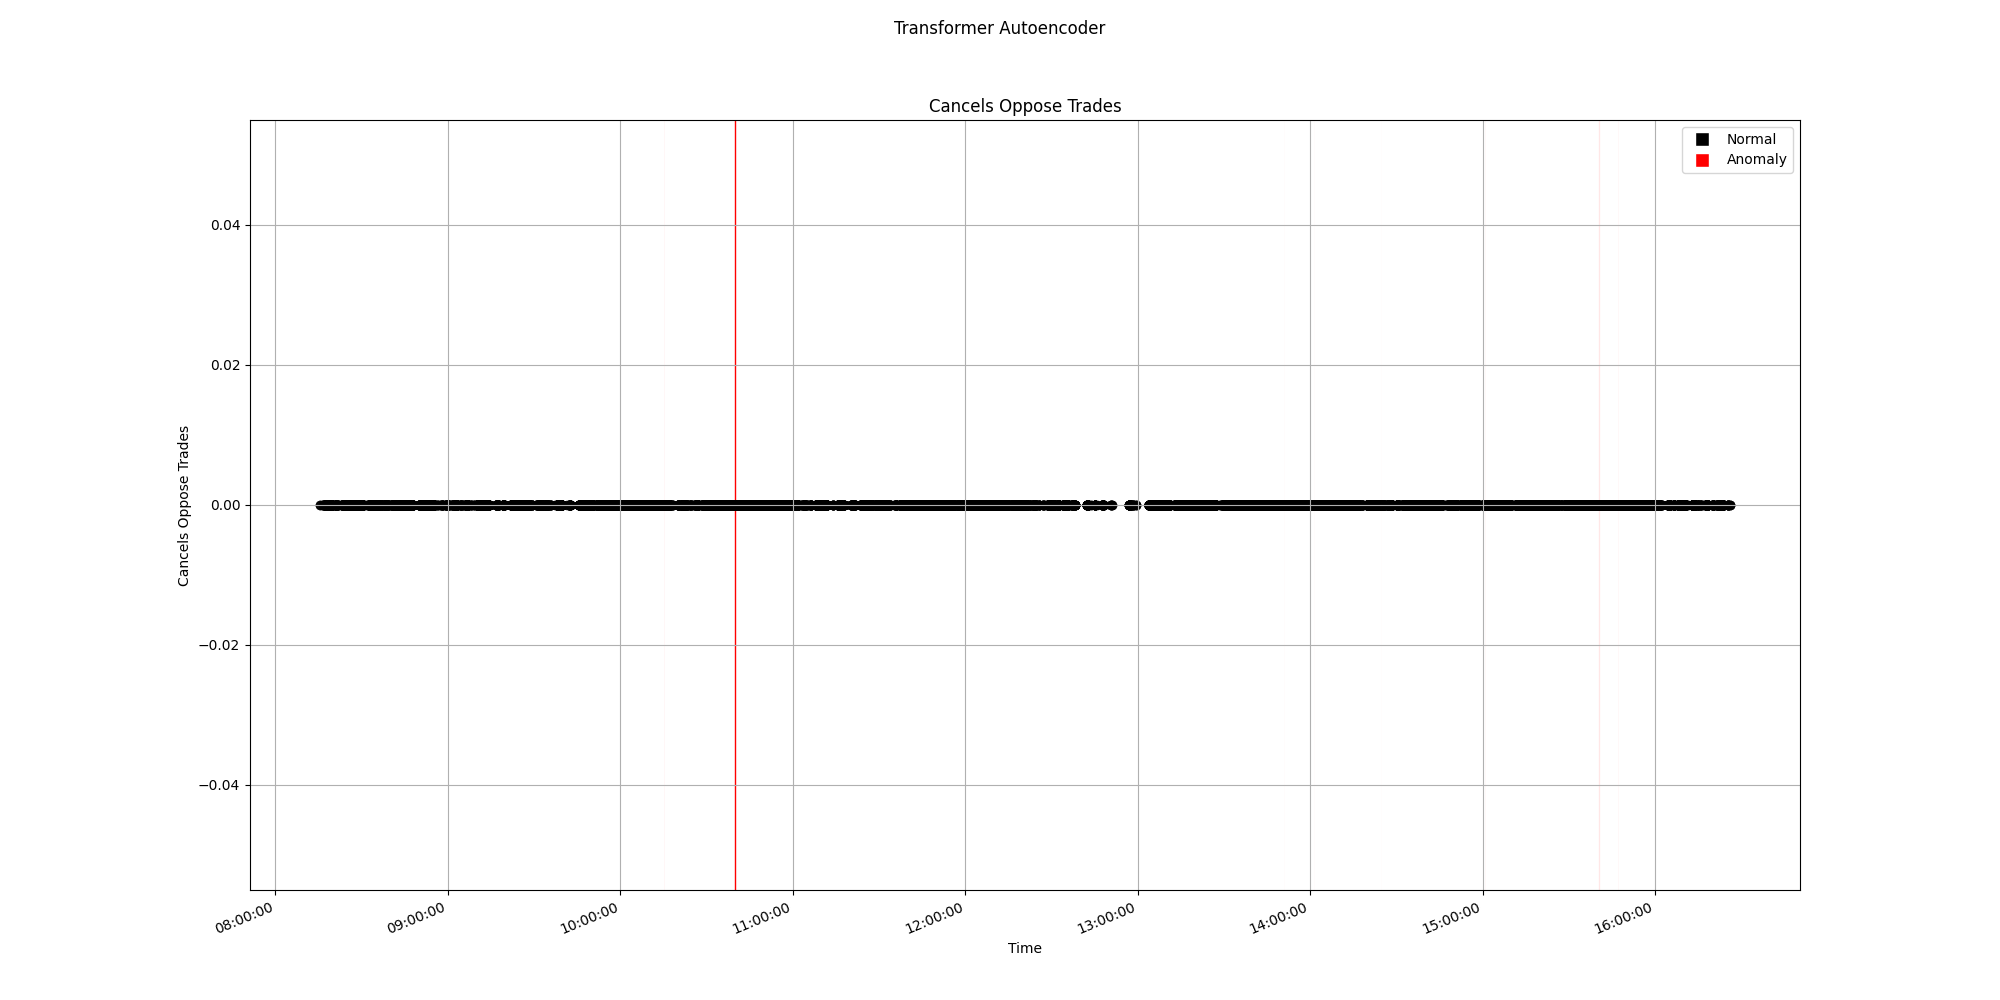 Transformer Autoencoder
Cancels Oppose Trades
Normal
Anomaly
0.04
0.02
0.00
−0.02
−0.04
Cancels Oppose Trades
08:00:00
09:00:00
10:00:00
11:00:00
12:00:00
13:00:00
14:00:00
15:00:00
16:00:00
Time